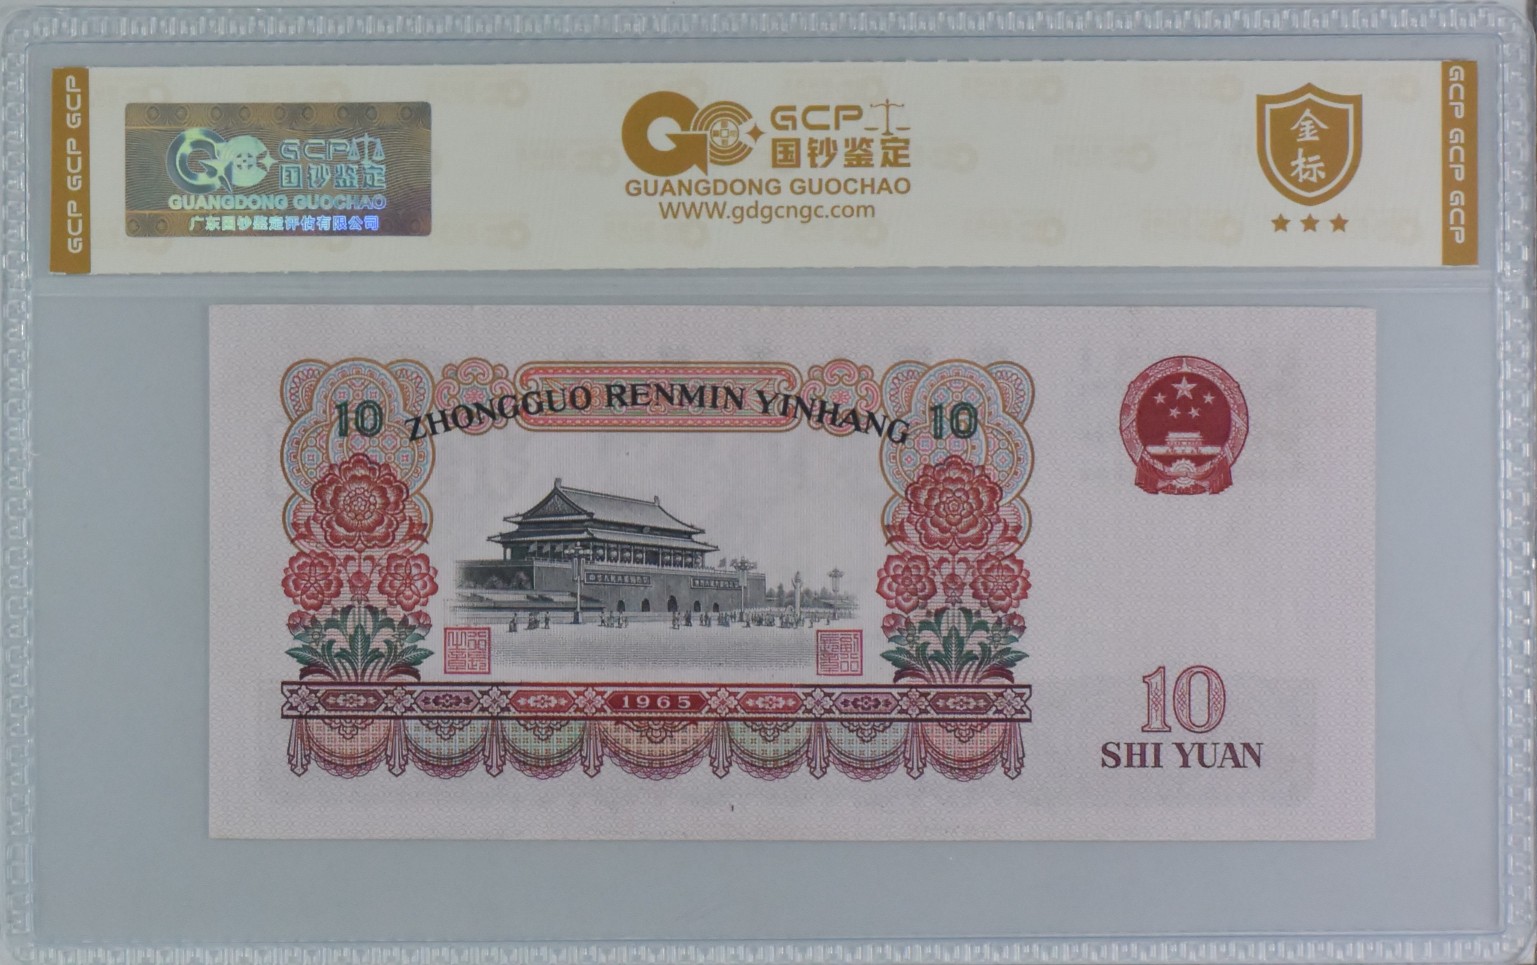 GCP GCP GCP
GCP 国钞鉴定
GUANGDONG GUOCHAO
广东国钞鉴定评估有限公司
GCP
国钞鉴定
GUANGDONG GUOCHAO
WWW.gdgcngc.com
金标
GCP GCP GCP GCP
10 ZHONGGUO RENMIN YINHANG 10
1965
10
SHI YUAN